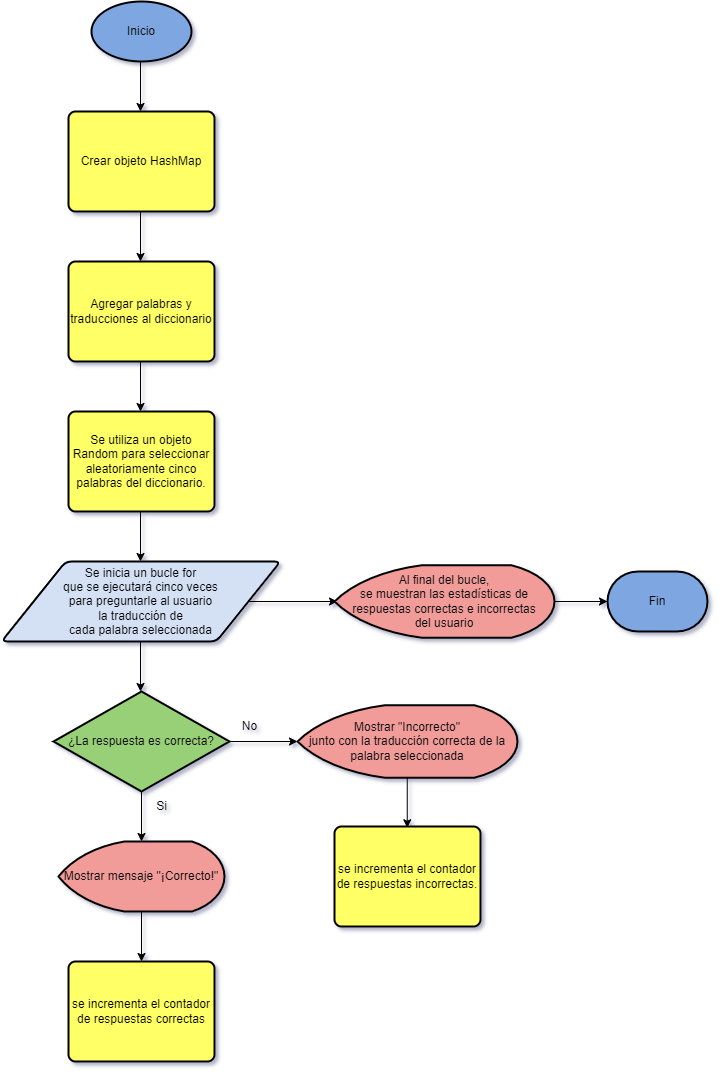 Inicio
Crear objeto HashMap
Agregar palabras y
traducciones al diccionario
Se utiliza un objeto
Random para seleccionar
aleatoriamente cinco
palabras del diccionario.
Se inicia un bucle for
que se ejecutará cinco veces
para preguntarle al usuario
la traducción de
cada palabra seleccionada
Al final del bucle,
se muestran las estadísticas de
respuestas correctas e incorrectas
del usuario
Fin
¿La respuesta es correcta?
No
Mostrar "Incorrecto"
junto con la traducción correcta de la
palabra seleccionada
Si
Mostrar mensaje "¡Correcto!"
se incrementa el contador
de respuestas incorrectas.
se incrementa el contador
de respuestas correctas